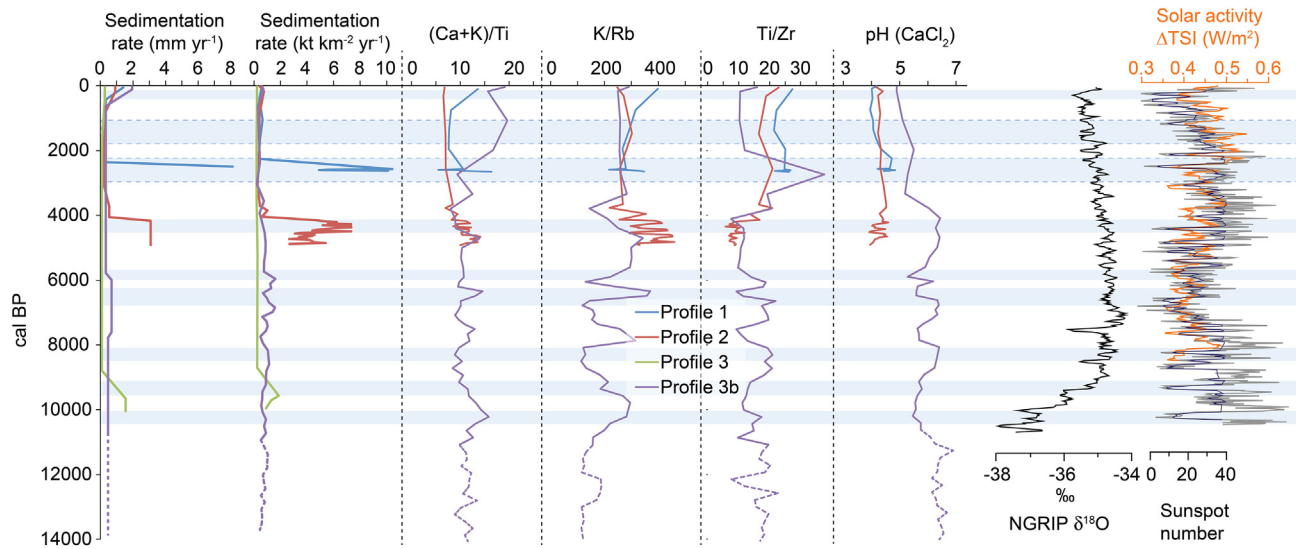 Sedimentation
rate (mm yr⁻¹)
Sedimentation
rate (kt km⁻² yr⁻¹)
(Ca+K)/Ti
K/Rb
Ti/Zr
pH (CaCl₂)
Solar activity
ΔTSI (W/m²)
0.3 0.4 0.5 0.6
0 2 4 6 8
0 2 4 6 8 10
0 10 20
0 200 400
0 10 20 30
3 5 7
0
2000
4000
6000
8000
10000
12000
14000
cal BP
Profile 1
Profile 2
Profile 3
Profile 3b
-38 -36 -34
‰
NGRIP δ¹⁸O
0 20 40
Sunspot
number